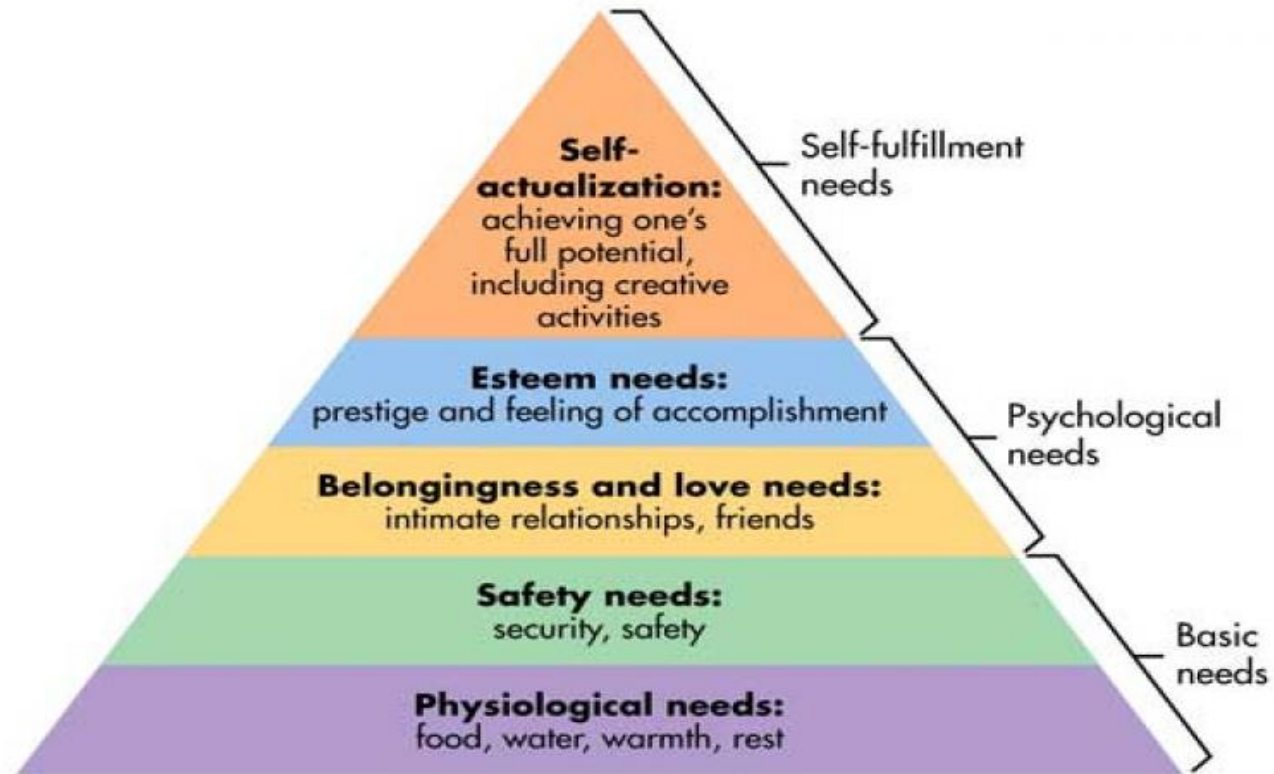 Self-
actualization:
achieving one's
full potential,
including creative
activities
Self-fulfillment
needs
Esteem needs:
prestige and feeling of accomplishment
Psychological
needs
Belongingness and love needs:
intimate relationships, friends
Safety needs:
security, safety
Basic
needs
Physiological needs:
food, water, warmth, rest